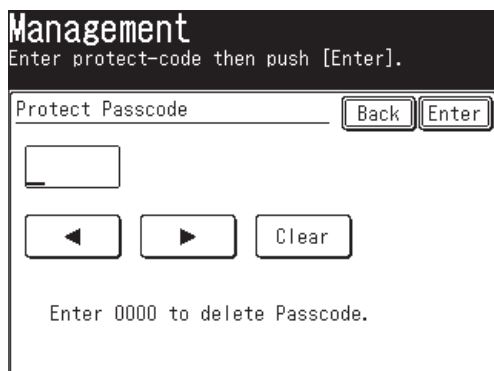 Management
Enter protect-code then push [Enter].
Protect Passcode
Back Enter
Clear
Enter 0000 to delete Passcode.